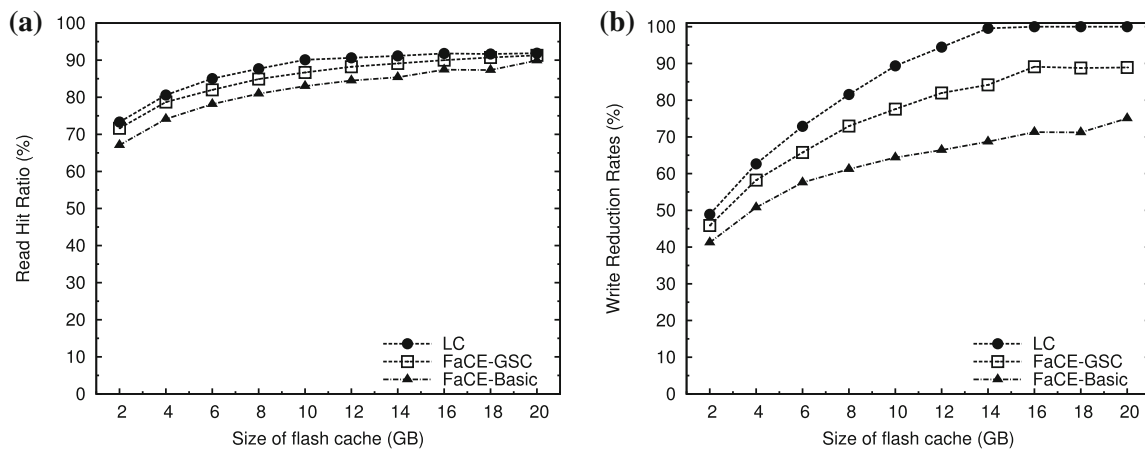 (a)
100
90
80
70
60
50
40
30
20
10
0
Read Hit Ratio (%)
LC
FaCE-GSC
FaCE-Basic
2 4 6 8 10 12 14 16 18 20
Size of flash cache (GB)
(b)
100
90
80
70
60
50
40
30
20
10
0
Write Reduction Rates (%)
LC
FaCE-GSC
FaCE-Basic
2 4 6 8 10 12 14 16 18 20
Size of flash cache (GB)